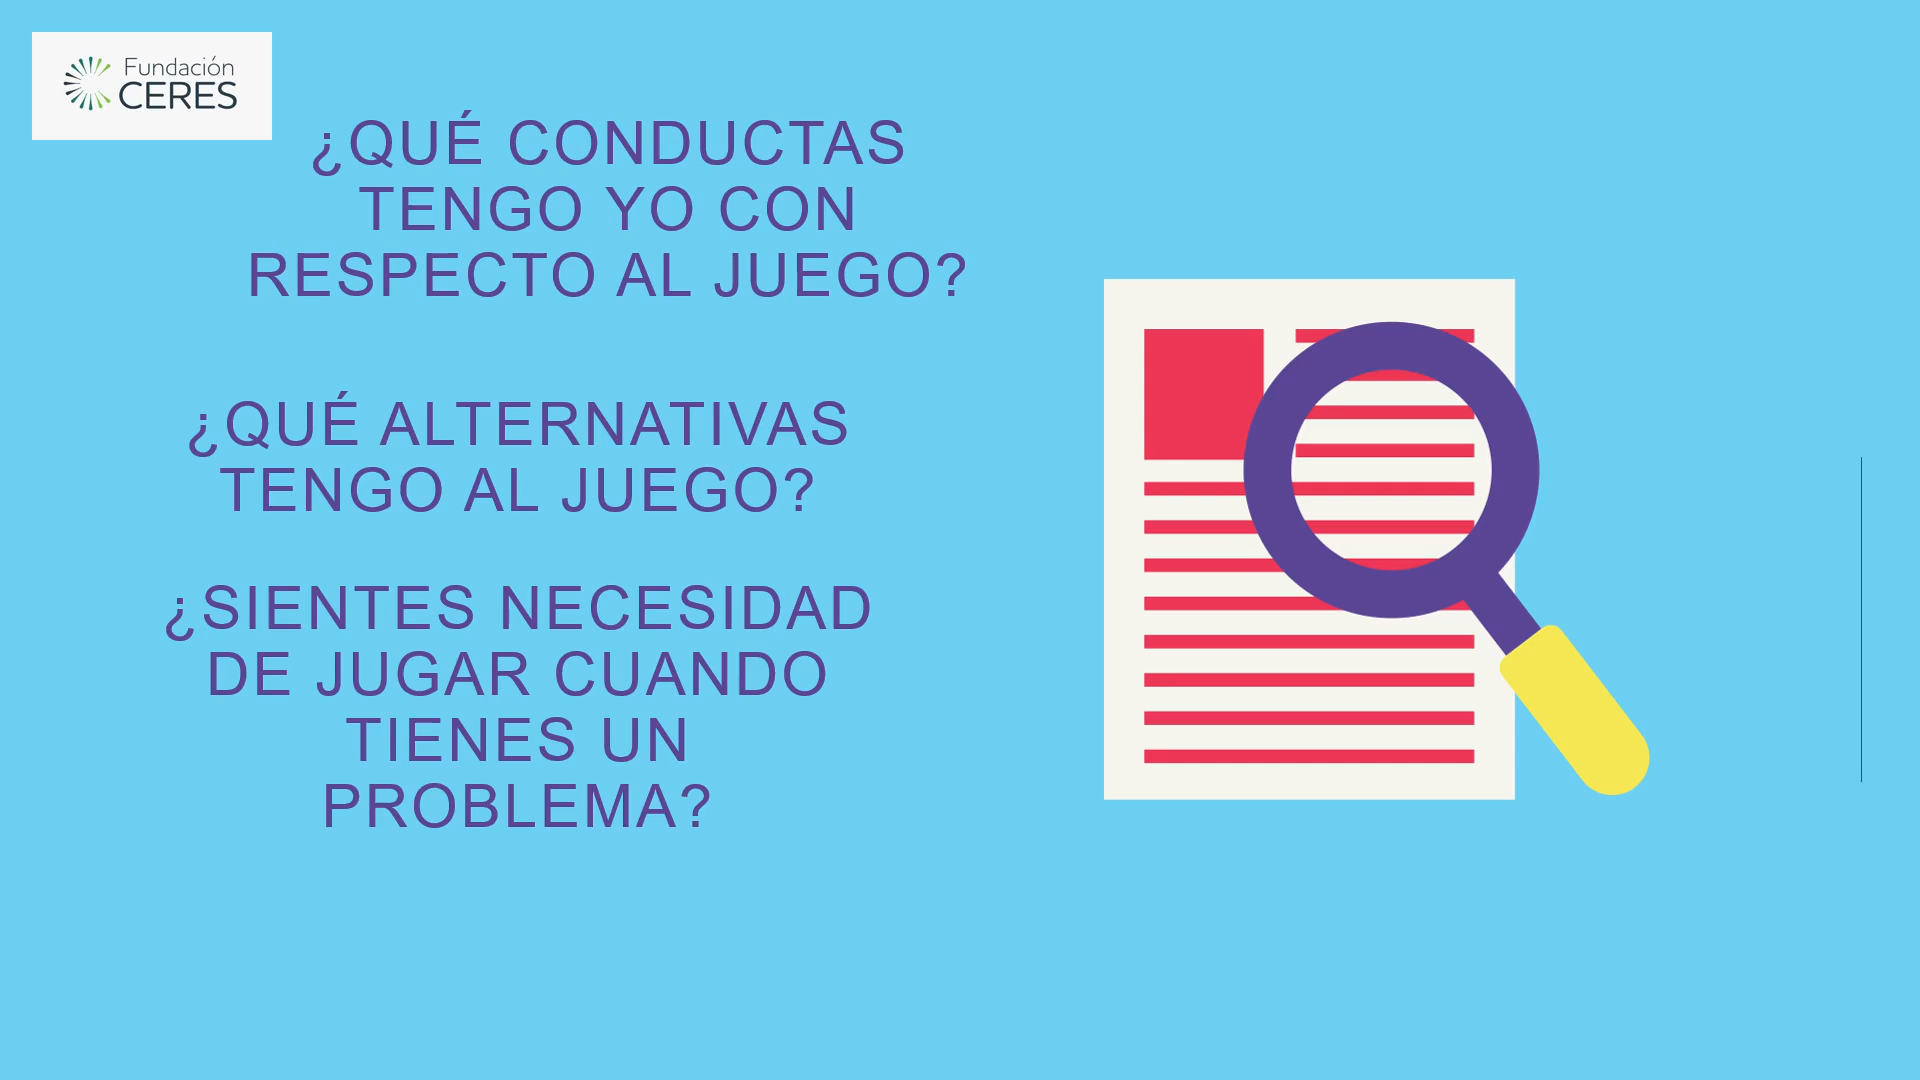 Fundación
CERES
¿QUÉ CONDUCTAS
TENGO YO CON
RESPECTO AL JUEGO?
¿QUÉ ALTERNATIVAS
TENGO AL JUEGO?
¿SIENTES NECESIDAD
DE JUGAR CUANDO
TIENES UN
PROBLEMA?